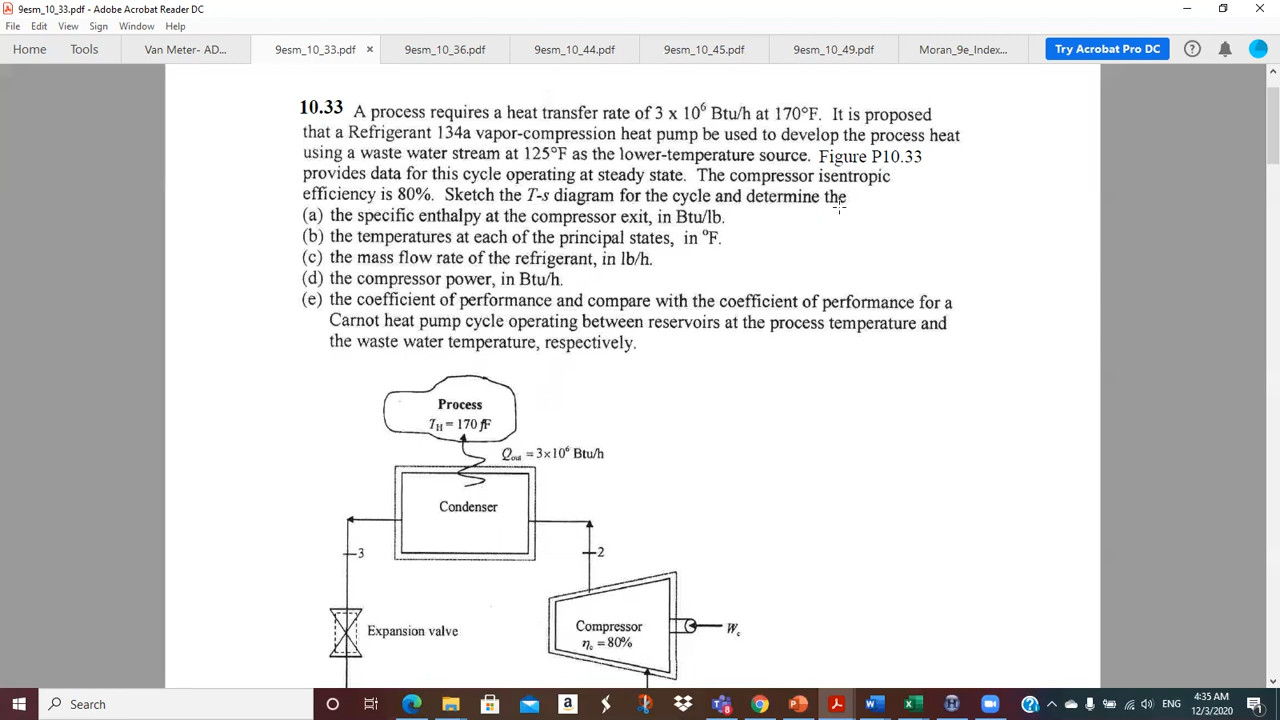 9esm_10_33.pdf - Adobe Acrobat Reader DC
File Edit View Sign Window Help
Home Tools Van Meter- AD... 9esm_10_33.pdf × 9esm_10_36.pdf 9esm_10_44.pdf 9esm_10_45.pdf 9esm_10_49.pdf Moran_9e_Index... Try Acrobat Pro DC
10.33 A process requires a heat transfer rate of 3 x 10⁶ Btu/h at 170°F. It is proposed
that a Refrigerant 134a vapor-compression heat pump be used to develop the process heat
using a waste water stream at 125°F as the lower-temperature source. Figure P10.33
provides data for this cycle operating at steady state. The compressor isentropic
efficiency is 80%. Sketch the T-s diagram for the cycle and determine the
(a) the specific enthalpy at the compressor exit, in Btu/lb.
(b) the temperatures at each of the principal states, in °F.
(c) the mass flow rate of the refrigerant, in lb/h.
(d) the compressor power, in Btu/h.
(e) the coefficient of performance and compare with the coefficient of performance for a
Carnot heat pump cycle operating between reservoirs at the process temperature and
the waste water temperature, respectively.
Process
T_H = 170 °F
Q_out = 3×10⁶ Btu/h
Condenser
3
2
Expansion valve
Compressor
η_c = 80%
W_c
Search
4:35 AM
ENG
12/3/2020